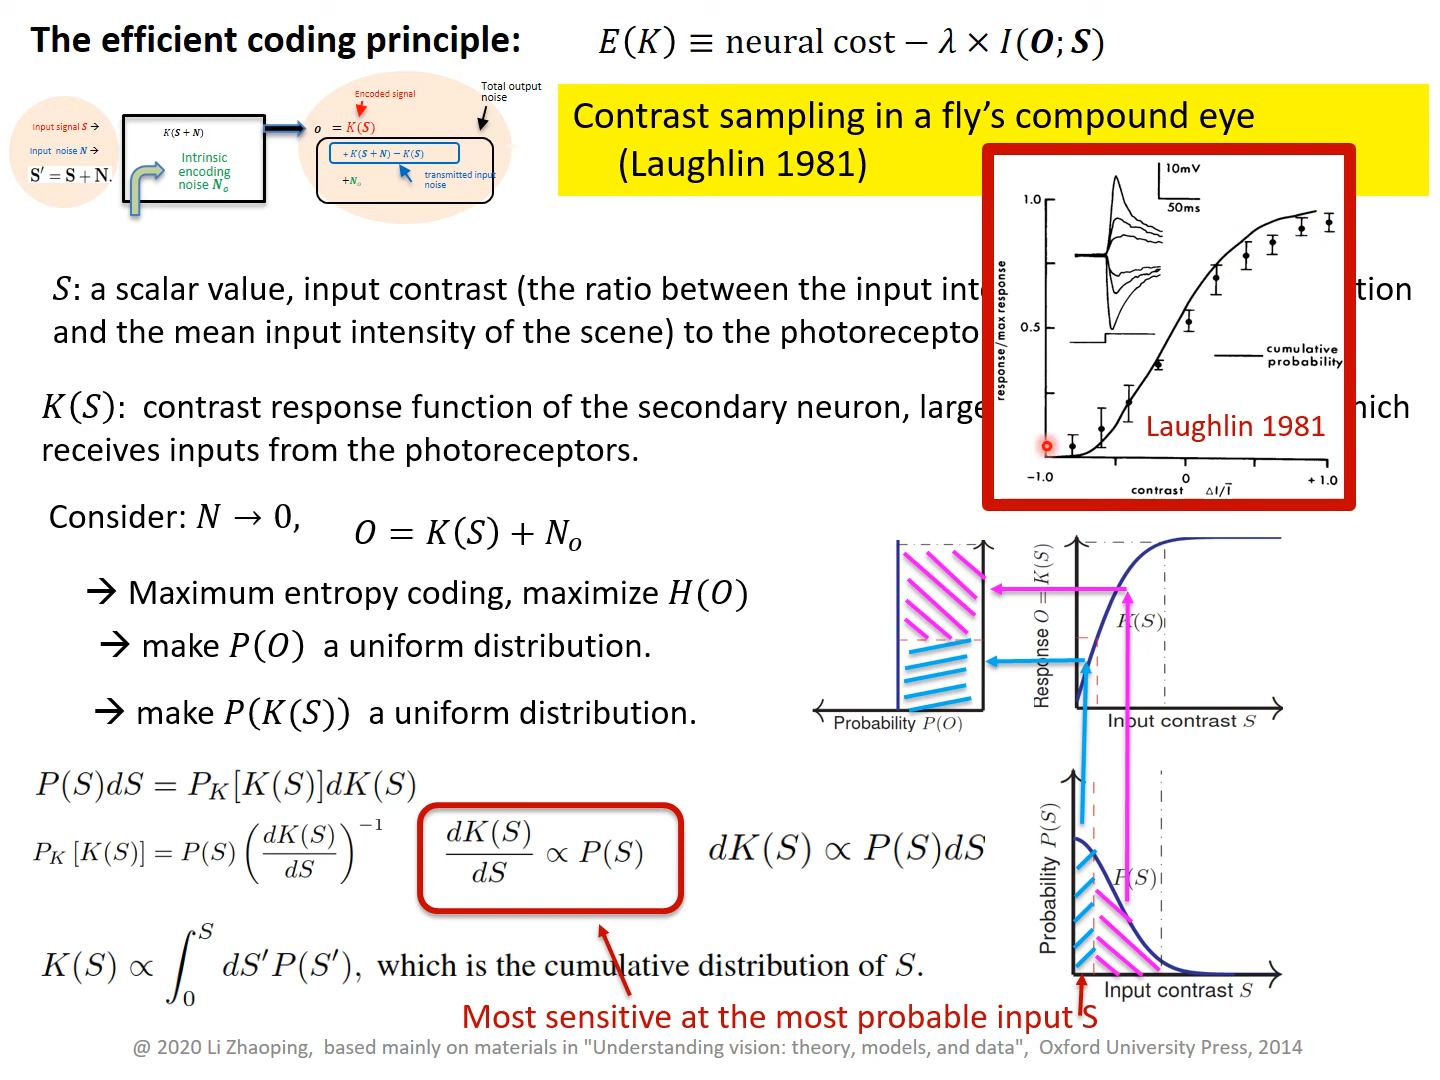 The efficient coding principle:
E(K) ≡ neural cost − λ × I(O; S)
Input signal S →
Input noise N →
S′ = S + N.
K(S + N)
Intrinsic
encoding
noise Nₒ
Encoded signal
Total output
noise
o = K(S)
+K(S + N) − K(S)
+Nₒ
transmitted input
noise
Contrast sampling in a fly's compound eye
(Laughlin 1981)
10mV
50ms
1.0
0.5
response/max response
cumulative
probability
Laughlin 1981
−1.0
0
+1.0
contrast ΔI/Ī
S: a scalar value, input contrast (the ratio between the input int
tion
and the mean input intensity of the scene) to the photorecepto
K(S): contrast response function of the secondary neuron, large
hich
receives inputs from the photoreceptors.
Consider: N → 0,
O = K(S) + Nₒ
→ Maximum entropy coding, maximize H(O)
→ make P(O) a uniform distribution.
→ make P(K(S)) a uniform distribution.
P(S)dS = P_K[K(S)]dK(S)
P_K [K(S)] = P(S) (dK(S)/dS)⁻¹
dK(S)/dS ∝ P(S)
dK(S) ∝ P(S)dS
K(S) ∝ ∫₀^S dS′P(S′), which is the cumulative distribution of S.
Most sensitive at the most probable input S
Response O = K(S)
K(S)
Probability P(O)
Input contrast S
Probability P(S)
P(S)
Input contrast S
@ 2020 Li Zhaoping, based mainly on materials in "Understanding vision: theory, models, and data", Oxford University Press, 2014